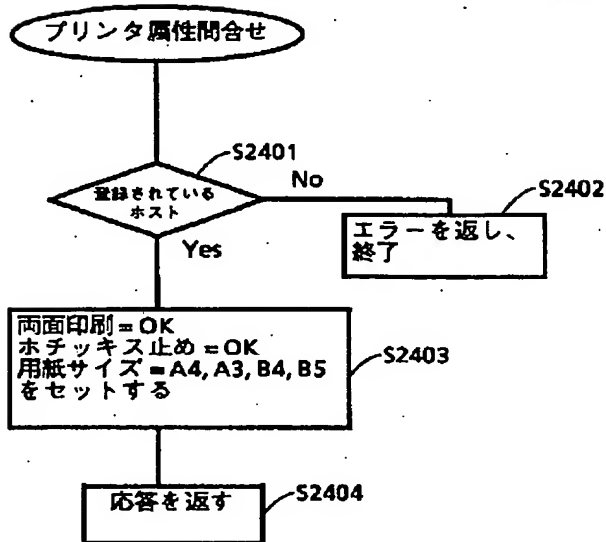 プリンタ属性問合せ
S2401
登録されている
ホスト
No
S2402
エラーを返し、
終了
Yes
両面印刷=OK
ホチッキス止め=OK
用紙サイズ=A4, A3, B4, B5
をセットする
S2403
応答を返す
S2404